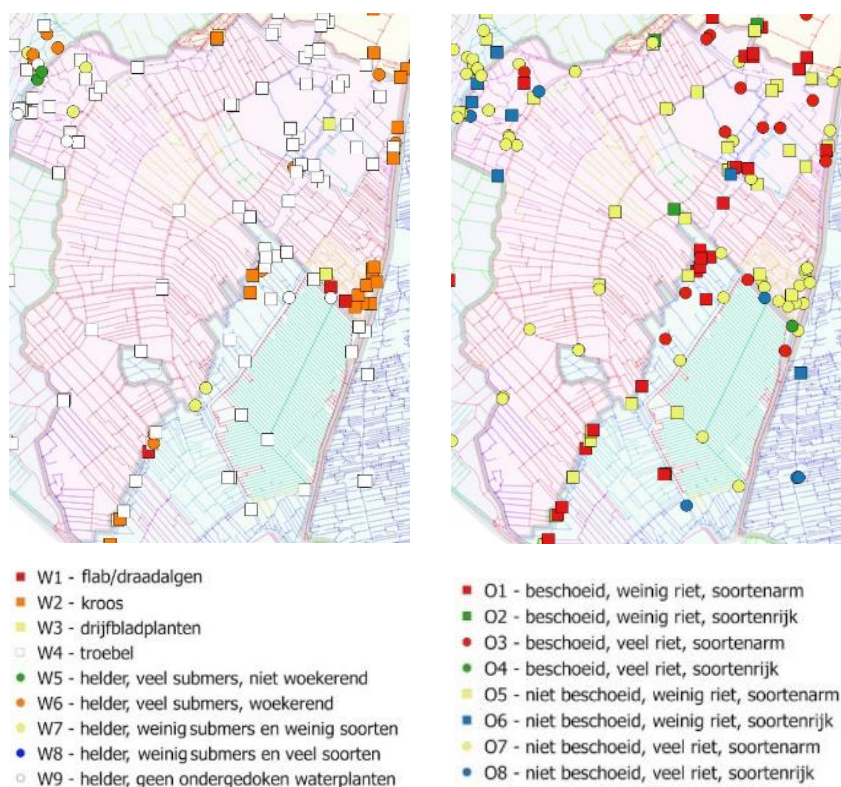 W1 - flab/draadalgen
W2 - kroos
W3 - drijfbladplanten
W4 - troebel
W5 - helder, veel submers, niet woekerend
W6 - helder, veel submers, woekerend
W7 - helder, weinig submers en weinig soorten
W8 - helder, weinig submers en veel soorten
W9 - helder, geen ondergedoken waterplanten
O1 - beschoeid, weinig riet, soortenarm
O2 - beschoeid, weinig riet, soortenrijk
O3 - beschoeid, veel riet, soortenarm
O4 - beschoeid, veel riet, soortenrijk
O5 - niet beschoeid, weinig riet, soortenarm
O6 - niet beschoeid, weinig riet, soortenrijk
O7 - niet beschoeid, veel riet, soortenarm
O8 - niet beschoeid, veel riet, soortenrijk